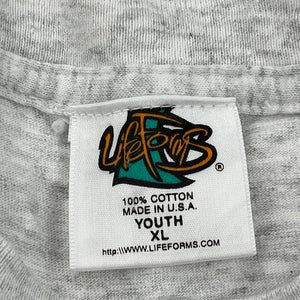 LifeForms ®
100% COTTON
MADE IN U.S.A.
YOUTH
XL
http:\\WWW.LIFEFORMS.COM